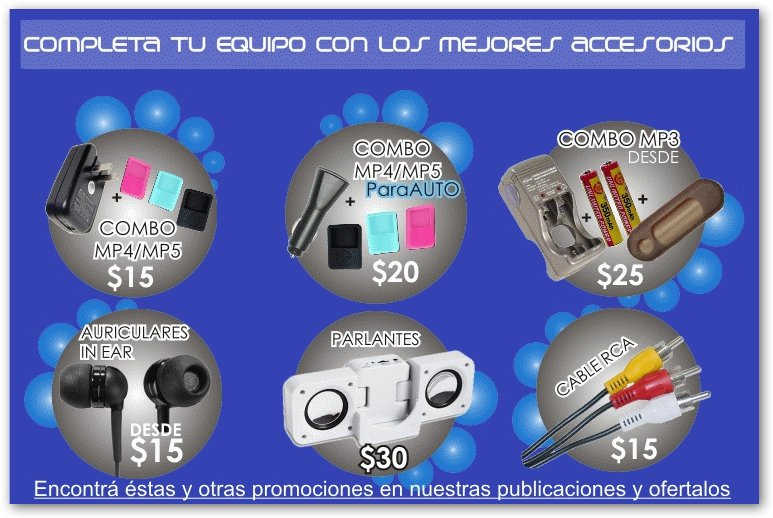 COMPLETA TU EQUIPO CON LOS MEJORES ACCESORIOS
COMBO
MP4/MP5
$15
COMBO
MP4/MP5
ParaAUTO
$20
COMBO MP3
DESDE
350mAh
350mAh
$25
AURICULARES
IN EAR
DESDE
$15
PARLANTES
$30
CABLE RCA
$15
Encontrá éstas y otras promociones en nuestras publicaciones y ofertalos